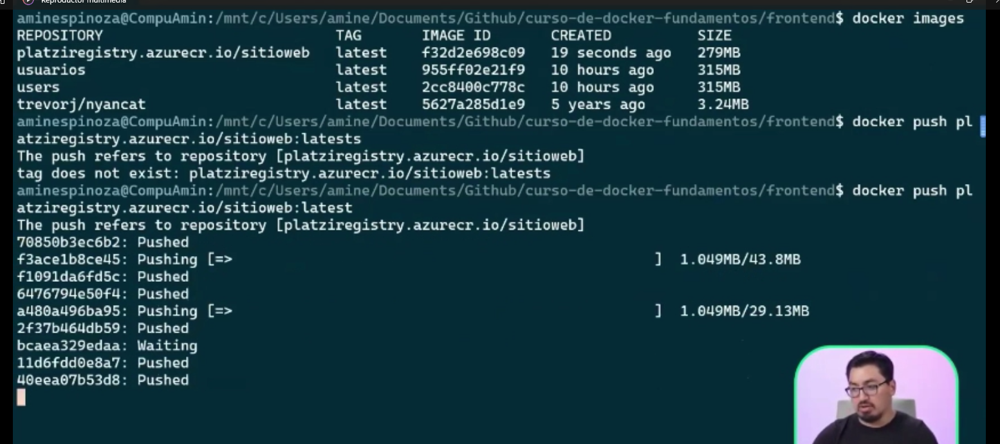 Reproductor multimedia
aminespinoza@CompuAmin:/mnt/c/Users/amine/Documents/Github/curso-de-docker-fundamentos/frontend$ docker images
REPOSITORY TAG IMAGE ID CREATED SIZE
platziregistry.azurecr.io/sitioweb latest f32d2e698c09 19 seconds ago 279MB
usuarios latest 955ff02e21f9 10 hours ago 315MB
users latest 2cc8400c778c 10 hours ago 315MB
trevorj/nyancat latest 5627a285d1e9 5 years ago 3.24MB
aminespinoza@CompuAmin:/mnt/c/Users/amine/Documents/Github/curso-de-docker-fundamentos/frontend$ docker push pl
atziregistry.azurecr.io/sitioweb:latests
The push refers to repository [platziregistry.azurecr.io/sitioweb]
tag does not exist: platziregistry.azurecr.io/sitioweb:latests
aminespinoza@CompuAmin:/mnt/c/Users/amine/Documents/Github/curso-de-docker-fundamentos/frontend$ docker push pl
atziregistry.azurecr.io/sitioweb:latest
The push refers to repository [platziregistry.azurecr.io/sitioweb]
70850b3ec6b2: Pushed
f3ace1b8ce45: Pushing [=> ] 1.049MB/43.8MB
f1091da6fd5c: Pushed
6476794e50f4: Pushed
a480a496ba95: Pushing [=> ] 1.049MB/29.13MB
2f37b464db59: Pushed
bcaea329edaa: Waiting
11d6fdd0e8a7: Pushed
40eea07b53d8: Pushed